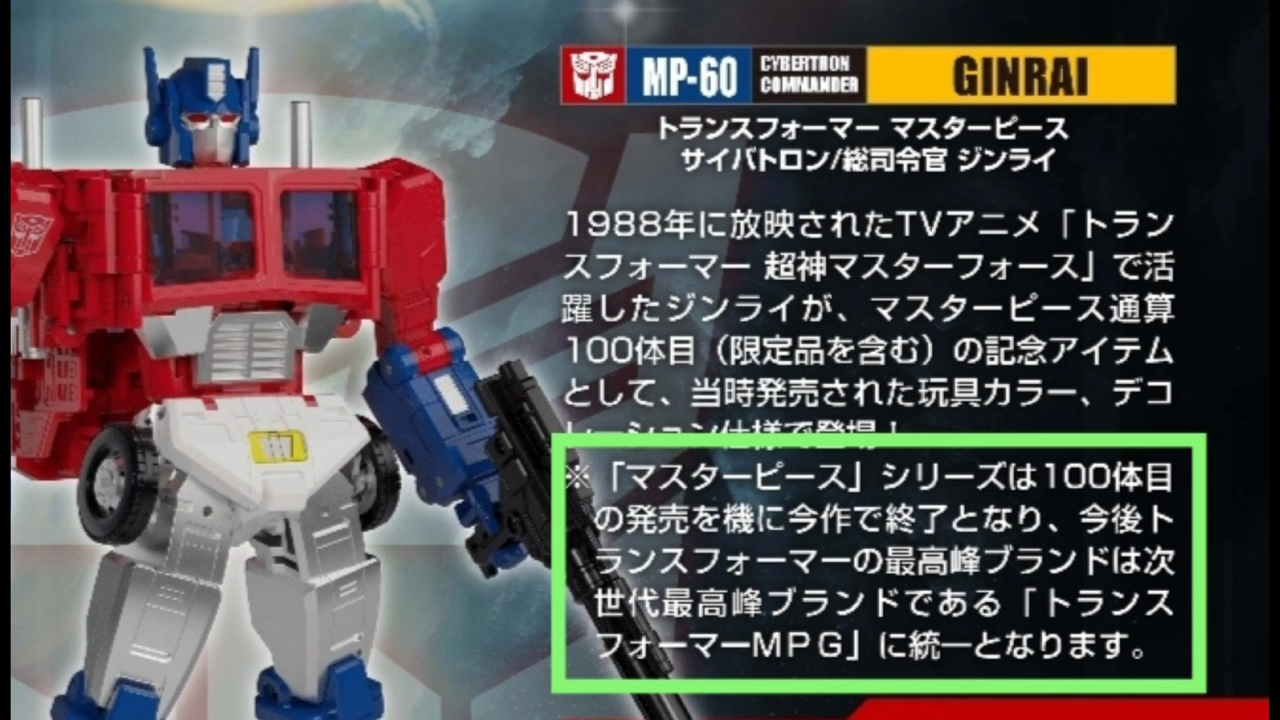 MP-60 CYBERTRON COMMANDER GINRAI
トランスフォーマー マスターピース
サイバトロン/総司令官 ジンライ
1988年に放映されたTVアニメ「トラン
スフォーマー 超神マスターフォース」で活
躍したジンライが、マスターピース通算
100体目（限定品を含む）の記念アイテム
として、当時発売された玩具カラー、デコ
レーション仕様で登場！
※「マスターピース」シリーズは100体目
の発売を機に今作で終了となり、今後ト
ランスフォーマーの最高峰ブランドは次
世代最高峰ブランドである「トランス
フォーマーMPG」に統一となります。